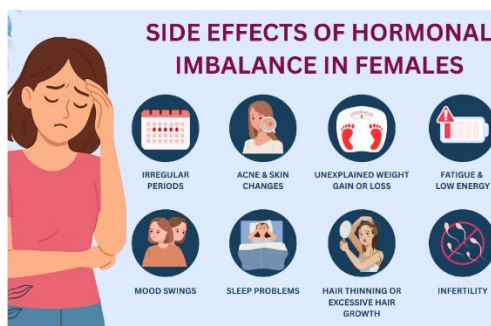 SIDE EFFECTS OF HORMONAL
IMBALANCE IN FEMALES
IRREGULAR
PERIODS
ACNE & SKIN
CHANGES
UNEXPLAINED WEIGHT
GAIN OR LOSS
FATIGUE &
LOW ENERGY
MOOD SWINGS
SLEEP PROBLEMS
HAIR THINNING OR
EXCESSIVE HAIR
GROWTH
INFERTILITY